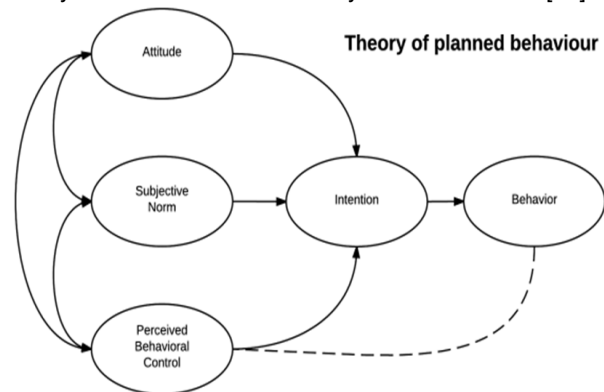 Theory of planned behaviour
Attitude
Subjective
Norm
Intention
Behavior
Perceived
Behavioral
Control